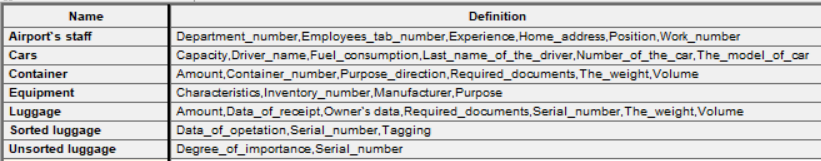 Name Definition
Airport's staff Department_number,Employees_tab_number,Experience,Home_address,Position,Work_number
Cars Capacity,Driver_name,Fuel_consumption,Last_name_of_the_driver,Number_of_the_car,The_model_of_car
Container Amount,Container_number,Purpose_direction,Required_documents,The_weight,Volume
Equipment Characteristics,Inventory_number,Manufacturer,Purpose
Luggage Amount,Data_of_receipt,Owner's data,Required_documents,Serial_number,The_weight,Volume
Sorted luggage Data_of_opetation,Serial_number,Tagging
Unsorted luggage Degree_of_importance,Serial_number